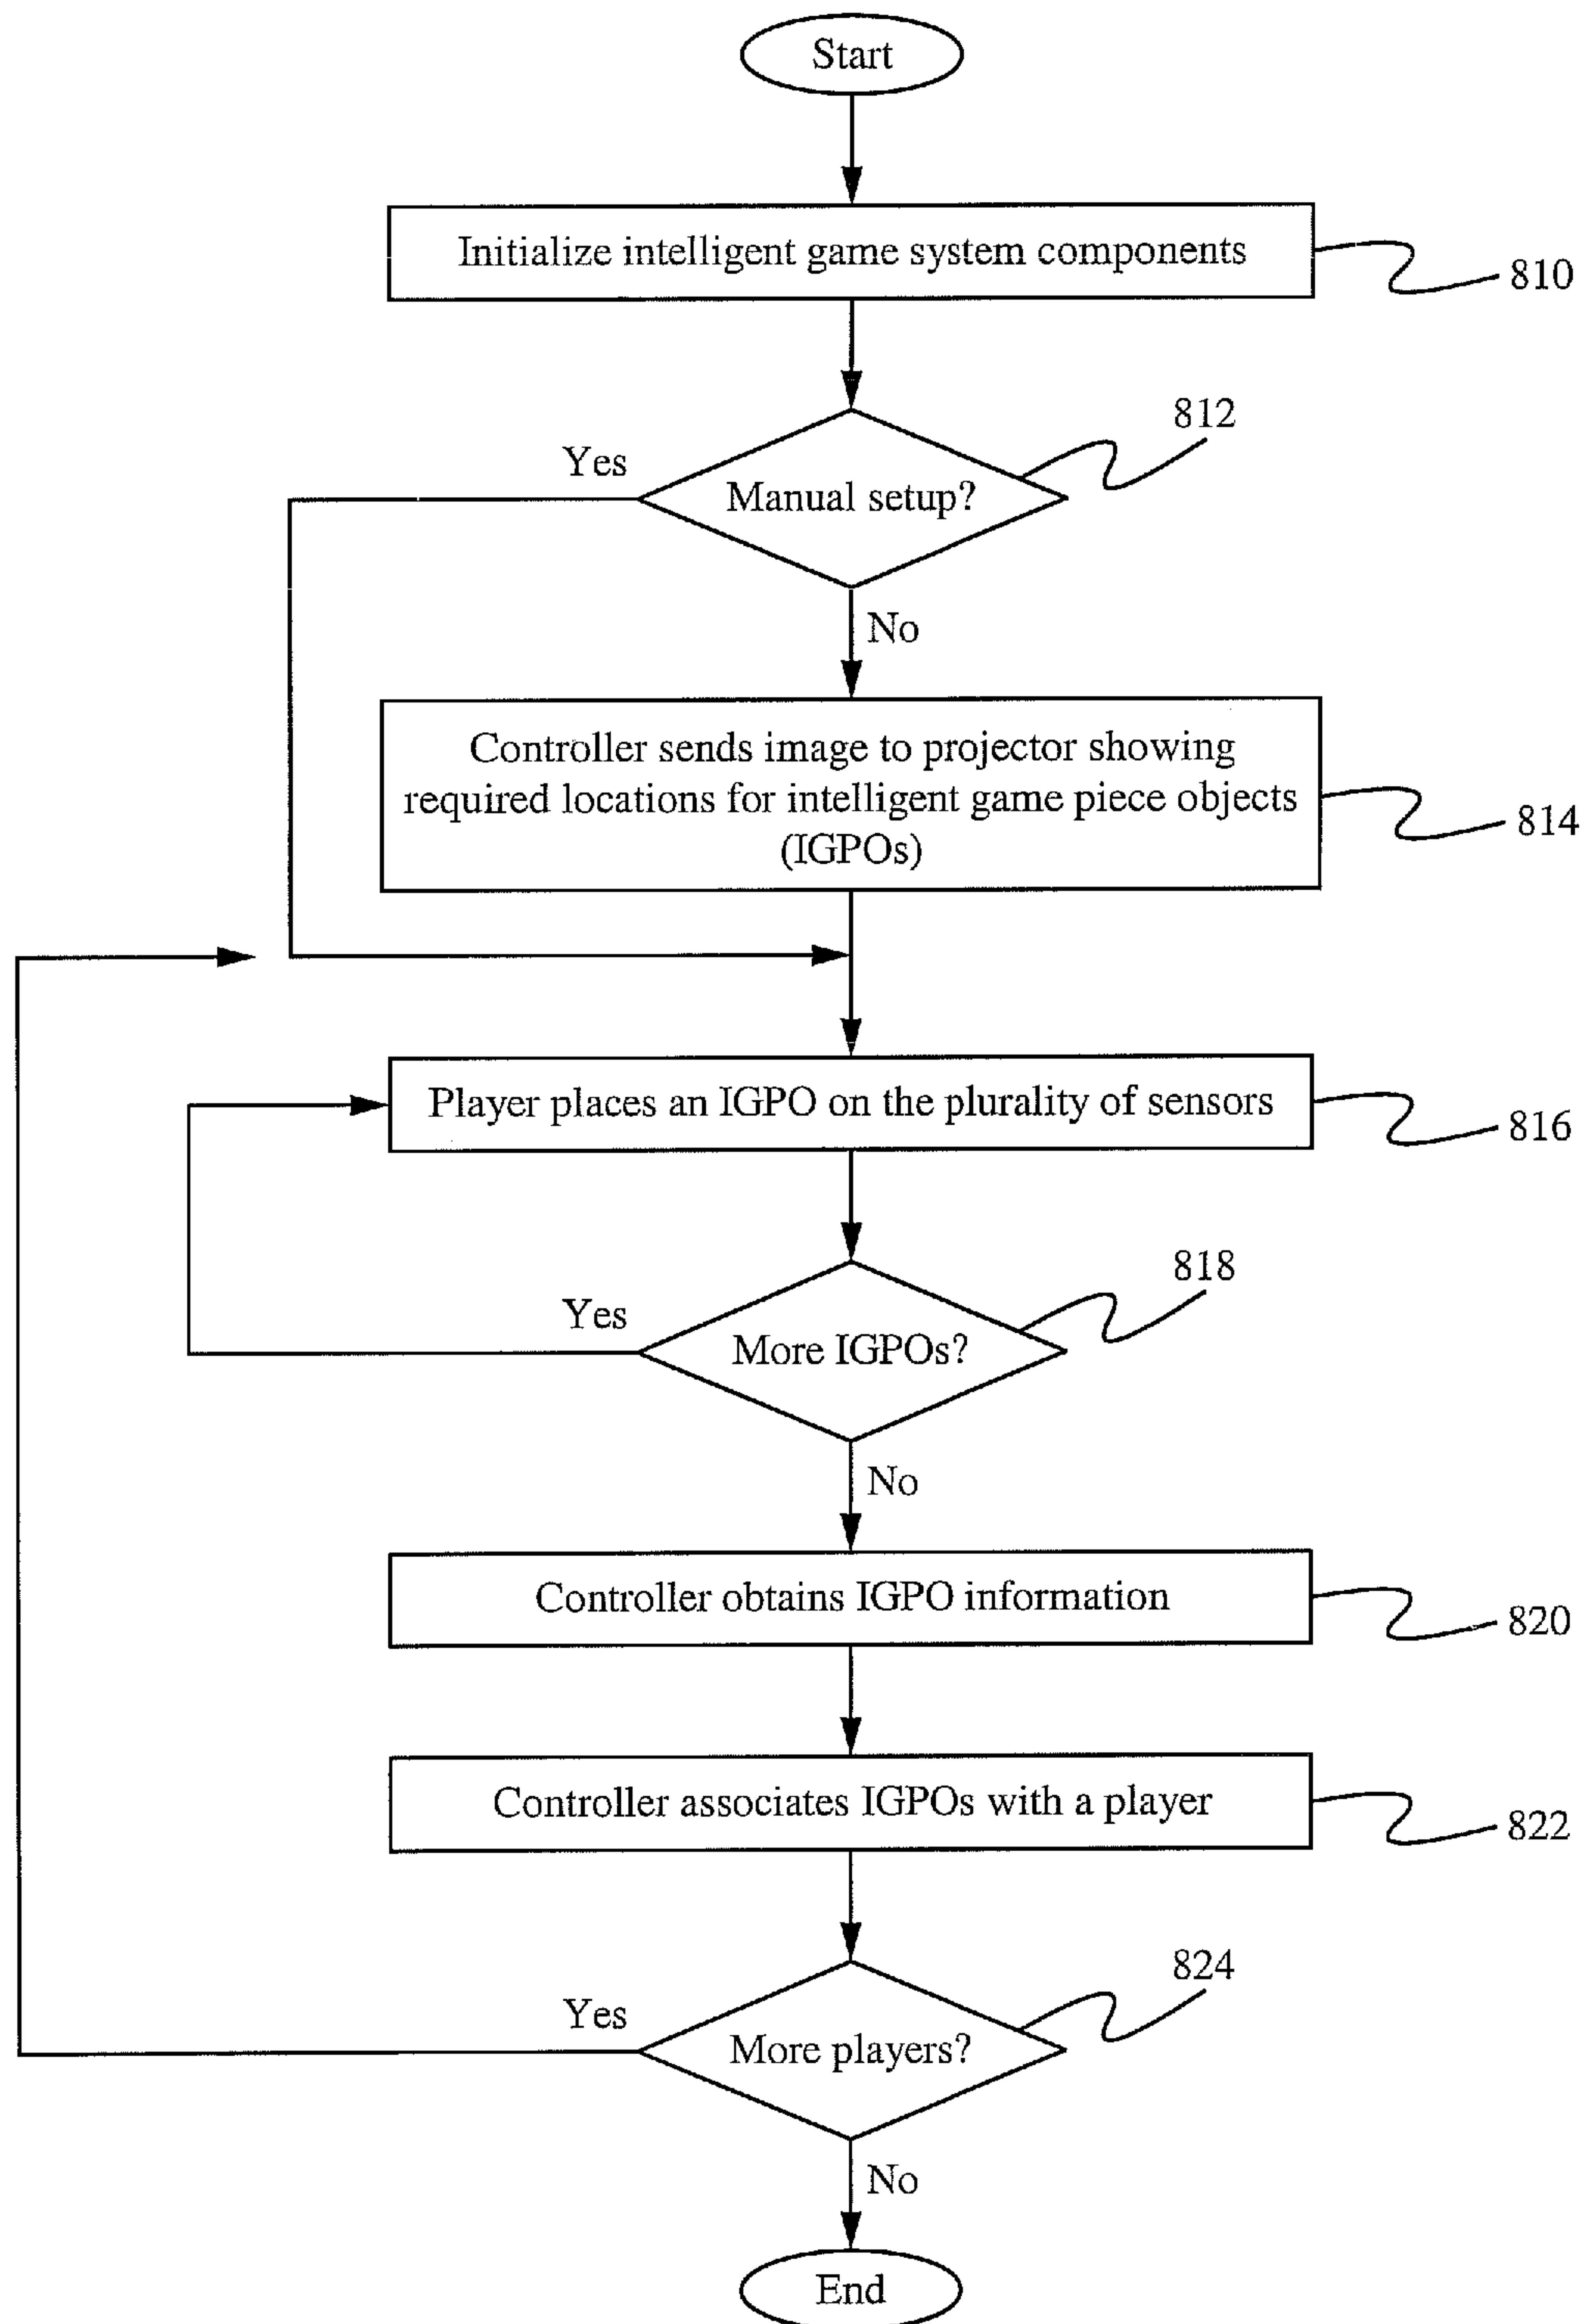 Start
Initialize intelligent game system components
810
812
Yes
Manual setup?
No
Controller sends image to projector showing
required locations for intelligent game piece objects
(IGPOs)
814
Player places an IGPO on the plurality of sensors
816
818
Yes
More IGPOs?
No
Controller obtains IGPO information
820
Controller associates IGPOs with a player
822
824
Yes
More players?
No
End